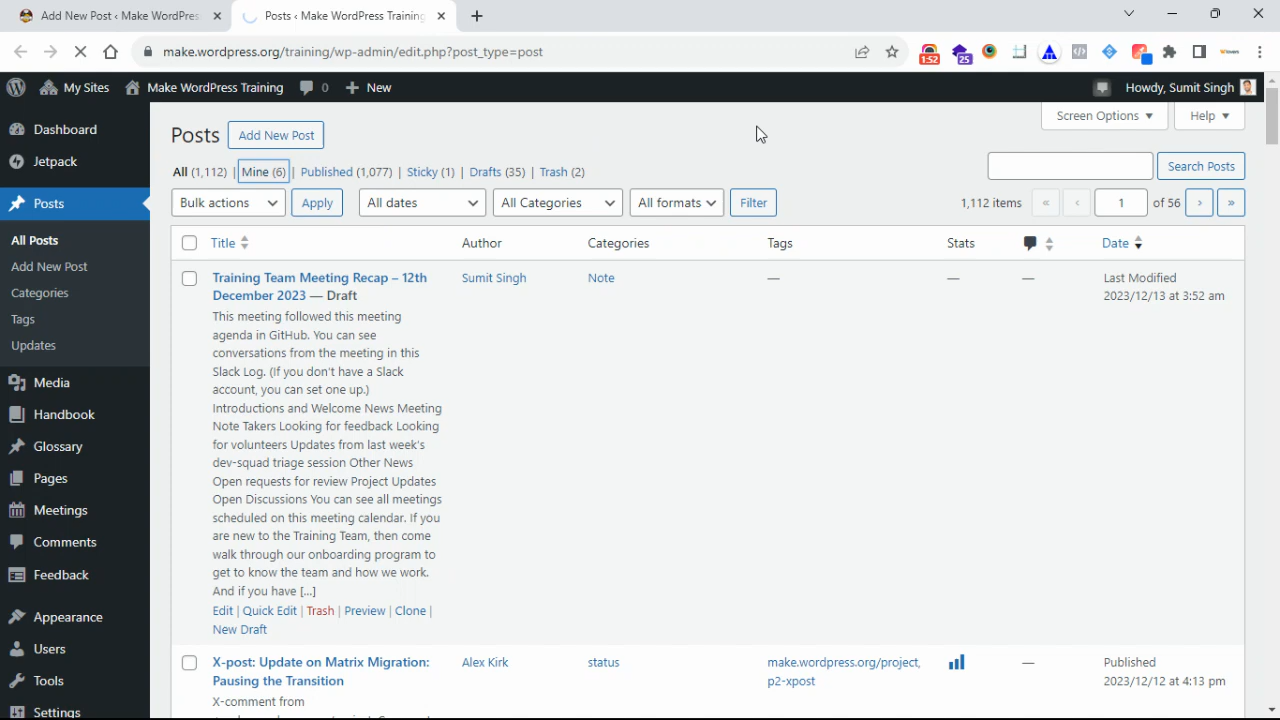 Add New Post ‹ Make WordPress
Posts ‹ Make WordPress Training
make.wordpress.org/training/wp-admin/edit.php?post_type=post
1:52
25
My Sites
Make WordPress Training
0
New
Howdy, Sumit Singh
Dashboard
Jetpack
Posts
All Posts
Add New Post
Categories
Tags
Updates
Media
Handbook
Glossary
Pages
Meetings
Comments
Feedback
Appearance
Users
Tools
Settings
Screen Options
Help
Posts
Add New Post
All (1,112) | Mine (6) | Published (1,077) | Sticky (1) | Drafts (35) | Trash (2)
Search Posts
Bulk actions
Apply
All dates
All Categories
All formats
Filter
1,112 items « ‹ 1 of 56 › »
Title
Author
Categories
Tags
Stats
Date
Training Team Meeting Recap – 12th
December 2023 — Draft
Sumit Singh
Note
—
—
—
Last Modified
2023/12/13 at 3:52 am
This meeting followed this meeting
agenda in GitHub. You can see
conversations from the meeting in this
Slack Log. (If you don't have a Slack
account, you can set one up.)
Introductions and Welcome News Meeting
Note Takers Looking for feedback Looking
for volunteers Updates from last week's
dev-squad triage session Other News
Open requests for review Project Updates
Open Discussions You can see all meetings
scheduled on this meeting calendar. If you
are new to the Training Team, then come
walk through our onboarding program to
get to know the team and how we work.
And if you have [...]
Edit | Quick Edit | Trash | Preview | Clone |
New Draft
X-post: Update on Matrix Migration:
Pausing the Transition
Alex Kirk
status
make.wordpress.org/project,
p2-xpost
—
Published
2023/12/12 at 4:13 pm
X-comment from